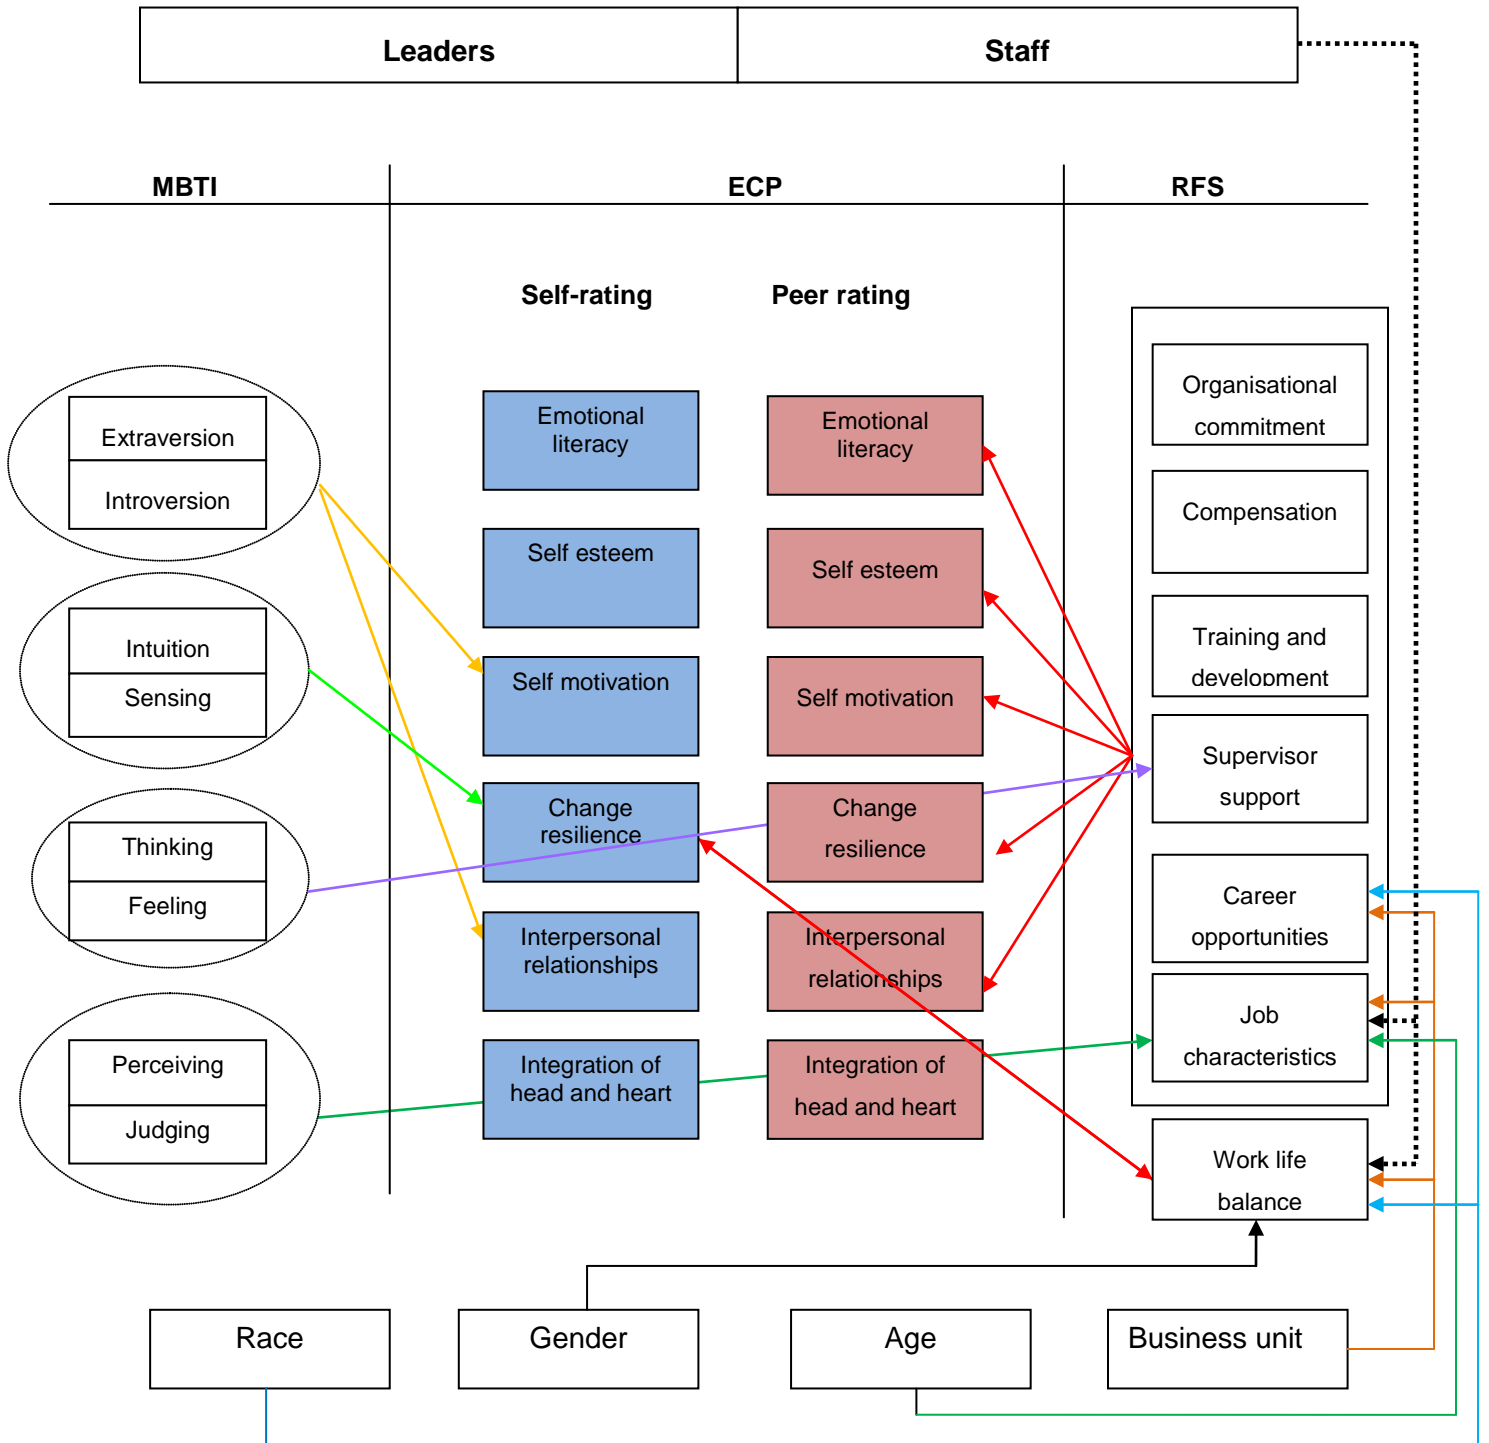 Leaders
Staff
MBTI
ECP
RFS
Self-rating
Peer rating
Extraversion
Introversion
Intuition
Sensing
Thinking
Feeling
Perceiving
Judging
Emotional
literacy
Self esteem
Self motivation
Change
resilience
Interpersonal
relationships
Integration of
head and heart
Emotional
literacy
Self esteem
Self motivation
Change
resilience
Interpersonal
relationships
Integration of
head and heart
Organisational
commitment
Compensation
Training and
development
Supervisor
support
Career
opportunities
Job
characteristics
Work life
balance
Race
Gender
Age
Business unit